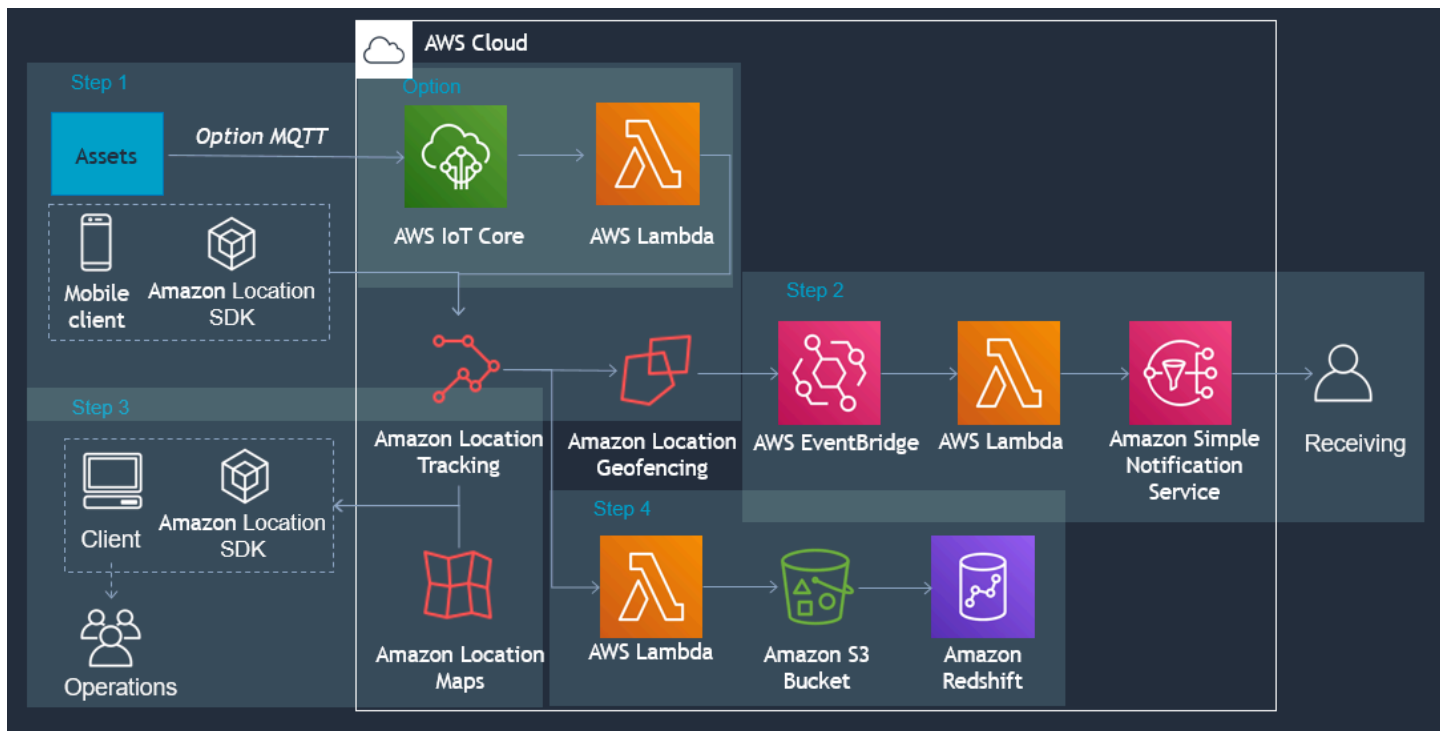 AWS Cloud
Step 1
Option
Assets
Option MQTT
AWS IoT Core
AWS Lambda
Mobile
client
Amazon Location
SDK
Step 2
AWS EventBridge
AWS Lambda
Amazon Simple
Notification
Service
Receiving
Amazon Location
Tracking
Amazon Location
Geofencing
Step 3
Client
Amazon Location
SDK
Operations
Amazon Location
Maps
Step 4
AWS Lambda
Amazon S3
Bucket
Amazon
Redshift